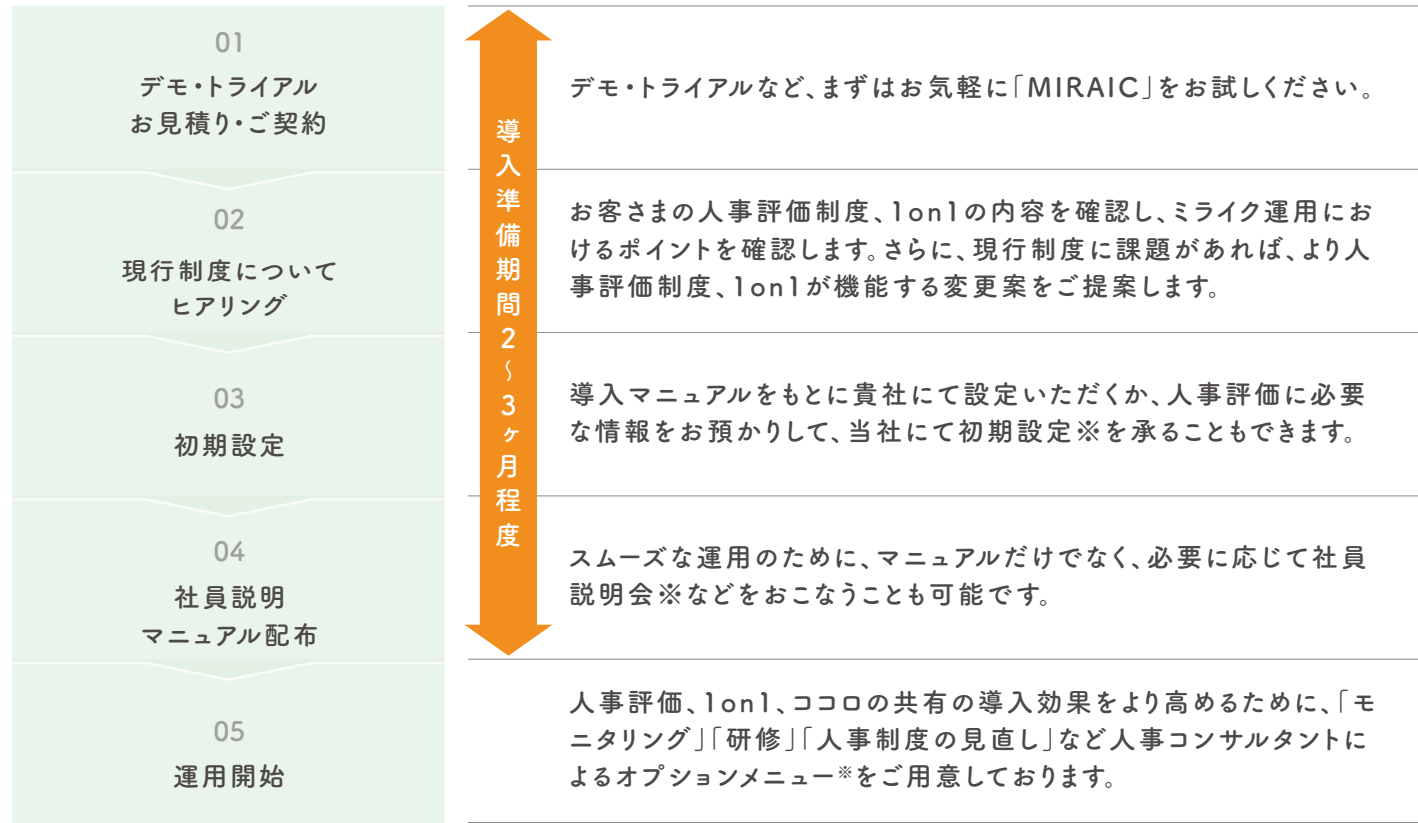 01
デモ・トライアル
お見積り・ご契約
デモ・トライアルなど、まずはお気軽に「MIRAIC」をお試しください。
導入準備期間2〜3ヶ月程度
02
現行制度について
ヒアリング
お客さまの人事評価制度、1on1の内容を確認し、ミライク運用にお
けるポイントを確認します。さらに、現行制度に課題があれば、より人
事評価制度、1on1が機能する変更案をご提案します。
03
初期設定
導入マニュアルをもとに貴社にて設定いただくか、人事評価に必要
な情報をお預かりして、当社にて初期設定※を承ることもできます。
04
社員説明
マニュアル配布
スムーズな運用のために、マニュアルだけでなく、必要に応じて社員
説明会※などをおこなうことも可能です。
05
運用開始
人事評価、1on1、ココロの共有の導入効果をより高めるために、「モ
ニタリング」「研修」「人事制度の見直し」など人事コンサルタントに
よるオプションメニュー※をご用意しております。